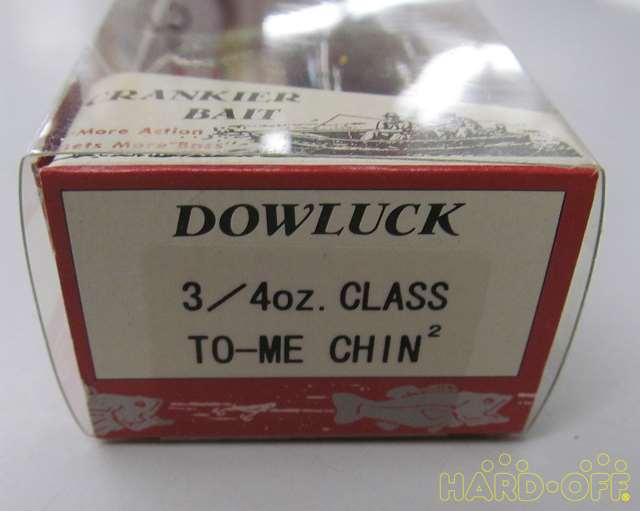 CRANKIER
BAIT
More Action
Gets More "Bass"
DOWLUCK
3/4oz. CLASS
TO-ME CHIN²
HARD-OFF